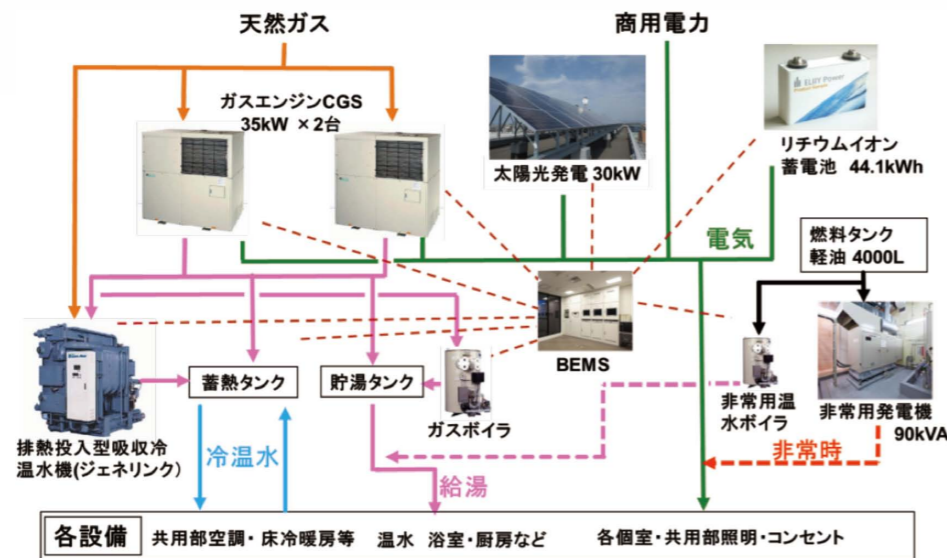 天然ガス
商用電力
ガスエンジンCGS
35kW ×2台
太陽光発電 30kW
ELIIY Power
リチウムイオン
蓄電池 44.1kWh
電気
燃料タンク
軽油 4000L
BEMS
蓄熱タンク
貯湯タンク
ガスボイラ
非常用温
水ボイラ
非常用発電機
90kVA
排熱投入型吸収冷
温水機(ジェネリンク)
冷温水
給湯
非常時
各設備
共用部空調・床冷暖房等
温水 浴室・厨房など
各個室・共用部照明・コンセント